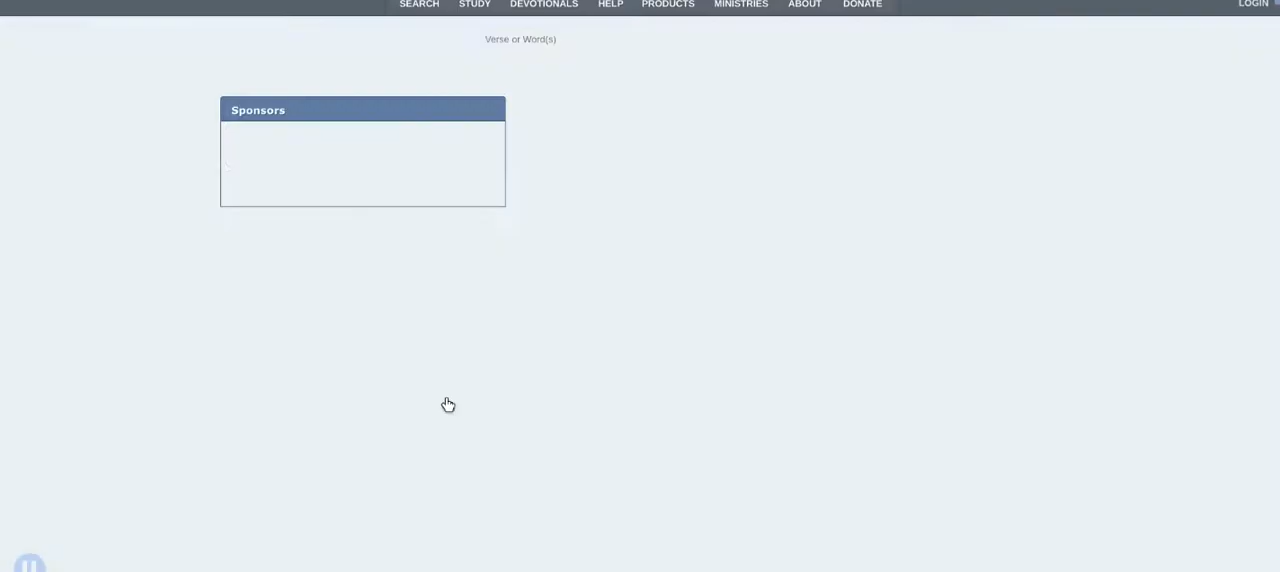 SEARCH STUDY DEVOTIONALS HELP PRODUCTS MINISTRIES ABOUT DONATE LOGIN
Verse or Word(s)
Sponsors